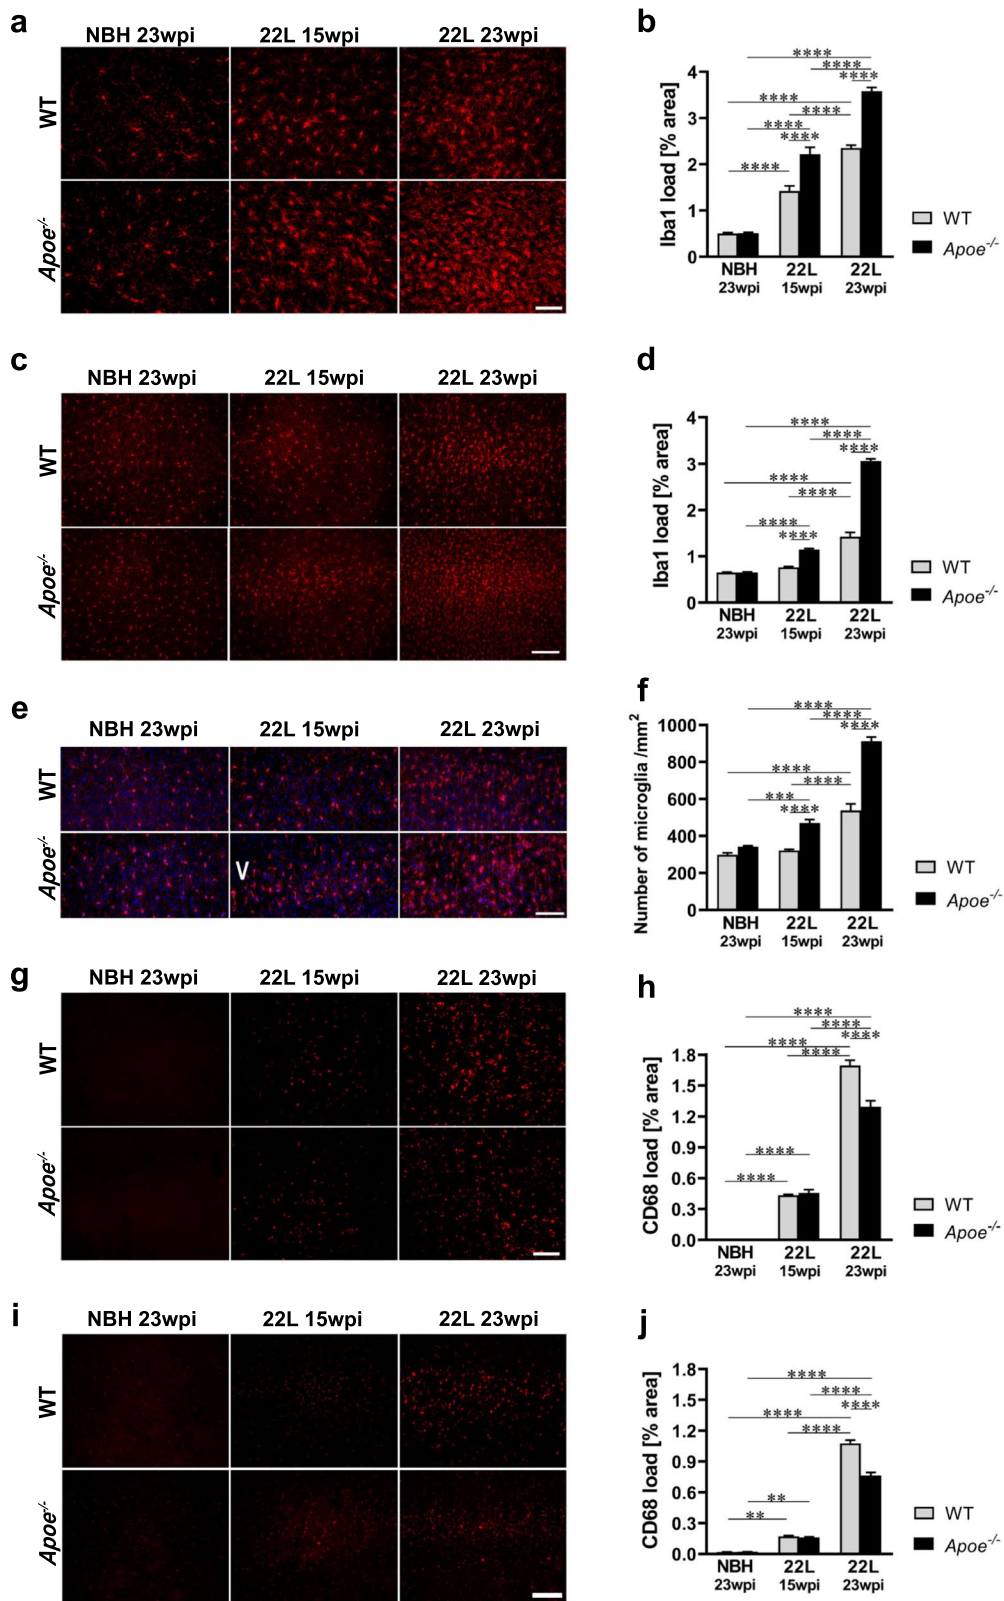 a
NBH 23wpi 22L 15wpi 22L 23wpi
WT
Apoe-/-
b
****
****
****
****
****
****
****
****
Iba1 load [% area]
4
3
2
1
0
NBH 22L 22L
23wpi 15wpi 23wpi
WT
Apoe-/-
c
NBH 23wpi 22L 15wpi 22L 23wpi
WT
Apoe-/-
d
****
****
****
****
****
****
****
Iba1 load [% area]
4
3
2
1
0
NBH 22L 22L
23wpi 15wpi 23wpi
WT
Apoe-/-
e
NBH 23wpi 22L 15wpi 22L 23wpi
WT
Apoe-/-
V
f
****
****
****
****
****
***
****
Number of microglia /mm2
1000
800
600
400
200
0
NBH 22L 22L
23wpi 15wpi 23wpi
WT
Apoe-/-
g
NBH 23wpi 22L 15wpi 22L 23wpi
WT
Apoe-/-
h
****
****
****
****
****
****
****
CD68 load [% area]
1.8
1.5
1.2
0.9
0.6
0.3
0.0
NBH 22L 22L
23wpi 15wpi 23wpi
WT
Apoe-/-
i
NBH 23wpi 22L 15wpi 22L 23wpi
WT
Apoe-/-
j
****
****
****
****
****
**
**
CD68 load [% area]
1.8
1.5
1.2
0.9
0.6
0.3
0.0
NBH 22L 22L
23wpi 15wpi 23wpi
WT
Apoe-/-